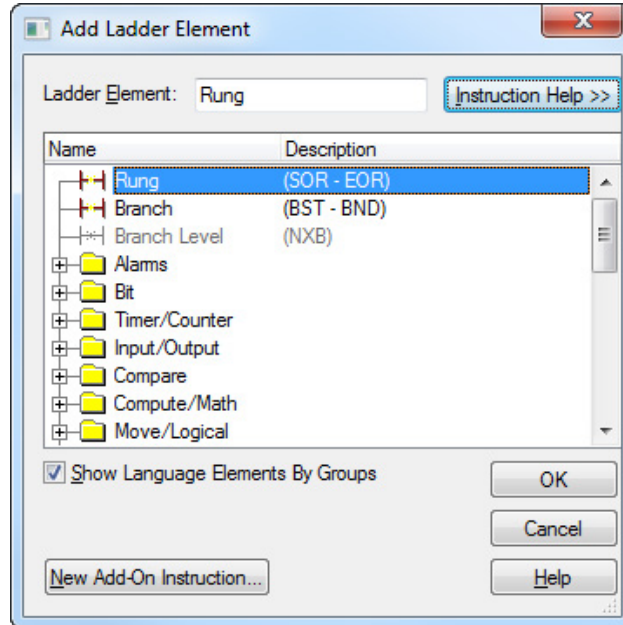 Add Ladder Element
Ladder Element: Rung Instruction Help >>
Name Description
Rung (SOR - EOR)
Branch (BST - BND)
Branch Level (NXB)
Alarms
Bit
Timer/Counter
Input/Output
Compare
Compute/Math
Move/Logical
Show Language Elements By Groups
OK
Cancel
New Add-On Instruction...
Help